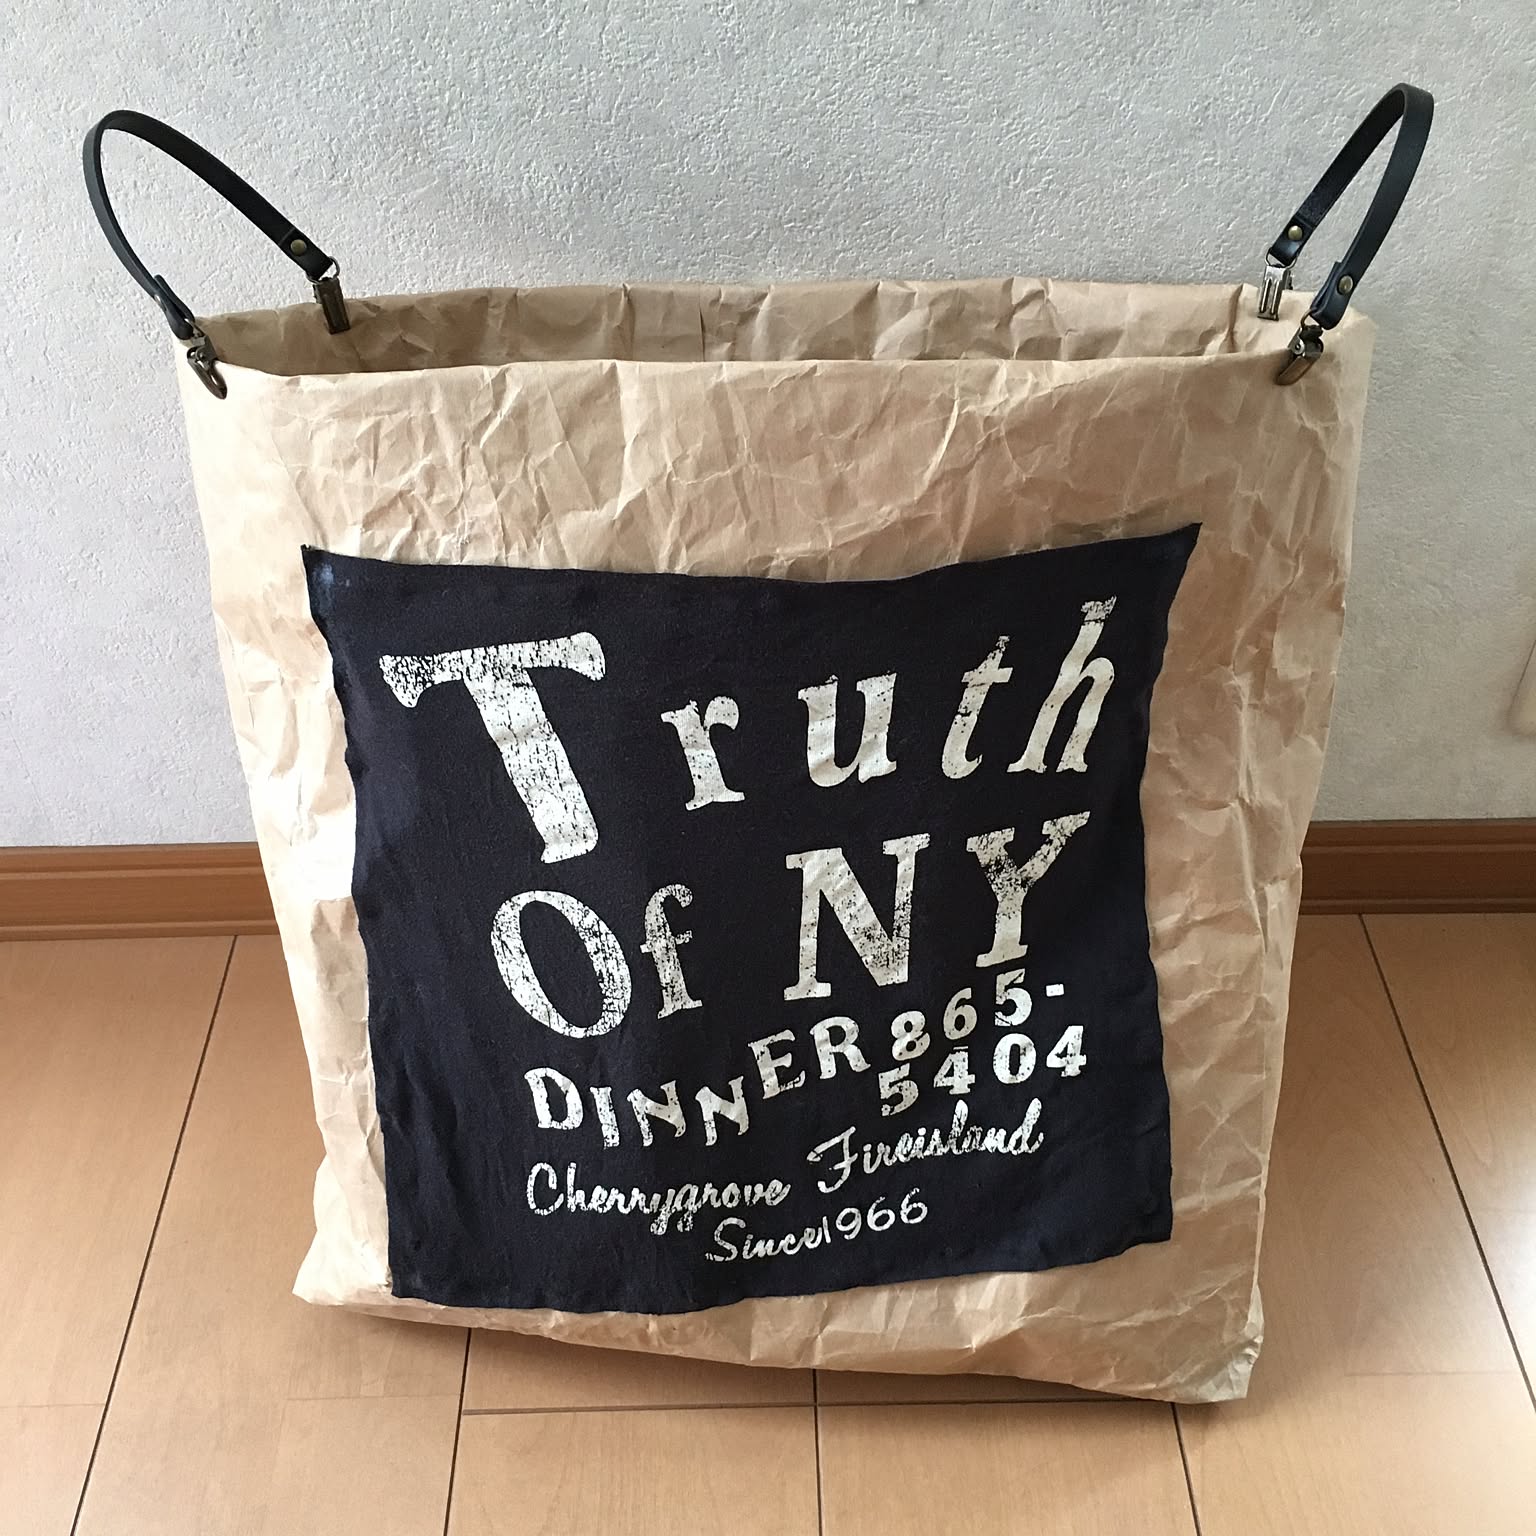 Truth
Of NY
DINNER 865-
5404
Cherrygrove Fireisland
Since1966